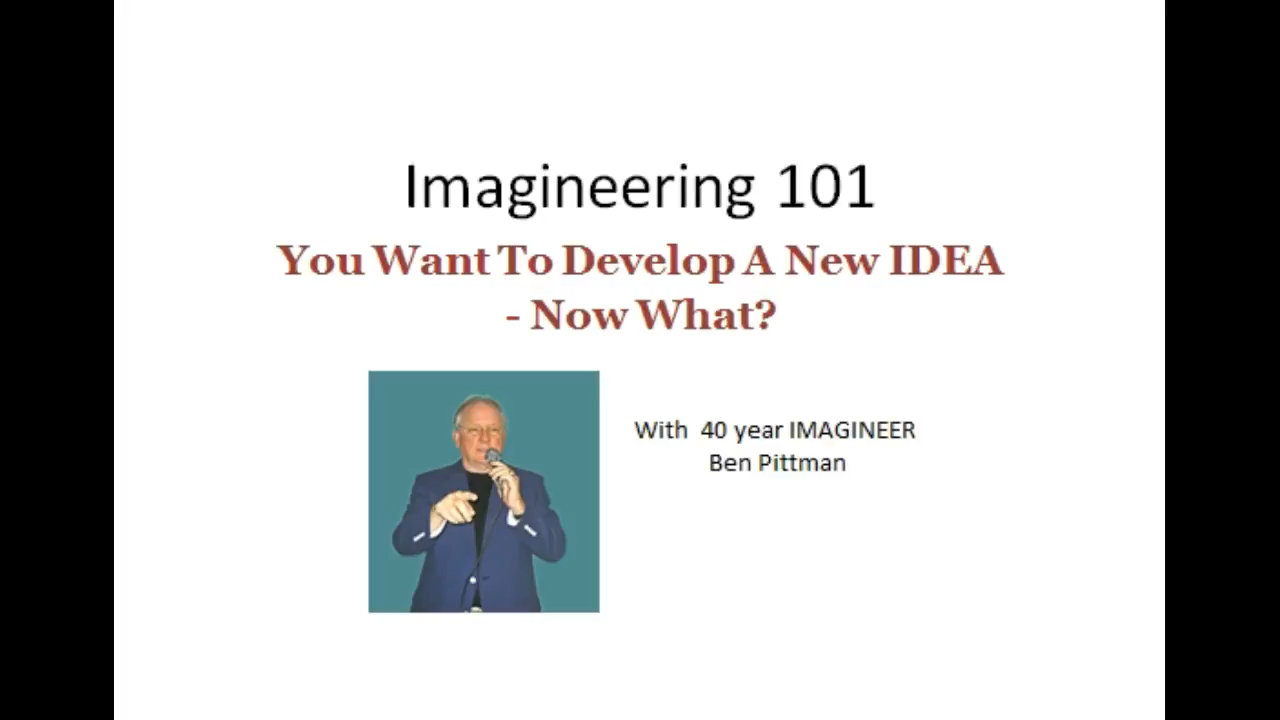 Imagineering 101
You Want To Develop A New IDEA
- Now What?
With 40 year IMAGINEER
Ben Pittman